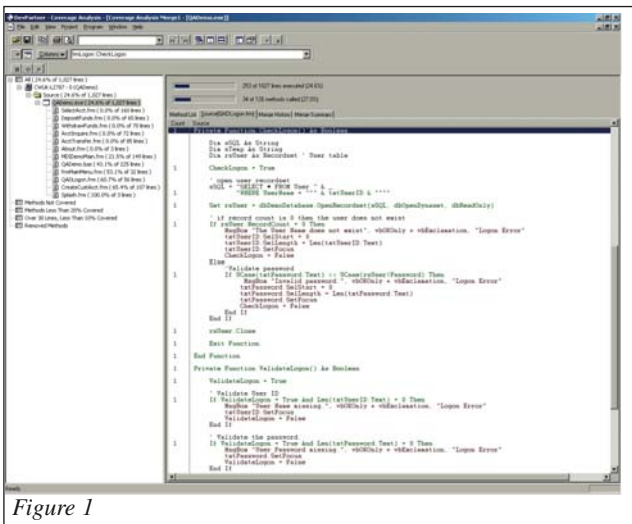 DevPartner - Coverage Analysis - [Coverage Analysis *Merge1 - [QADemo.exe]]
File Edit View Project Program Window Help
Columns
frmLogon::CheckLogon
All ( 24.6% of 1,027 lines )
Source ( 24.6% of 1,027 lines )
QADemo.exe ( 24.6% of 1,027 lines )
SelectAct.frm ( 0.0% of 160 lines )
DepositFunds.frm ( 0.0% of 65 lines )
WithdrawFunds.frm ( 0.0% of 70 lines )
AcctInquire.frm ( 0.0% of 72 lines )
AcctTransfer.frm ( 0.0% of 85 lines )
About.frm ( 0.0% of 3 lines )
MDIDemoMain.frm ( 21.5% of 149 lines )
QADemo.bas ( 43.1% of 225 lines )
frmMainMenu.frm ( 53.1% of 32 lines )
QADLogon.frm ( 60.7% of 56 lines )
CreateCustAct.frm ( 65.4% of 107 lines )
Splash.frm ( 100.0% of 3 lines )
Methods Not Covered
Methods Less Than 20% Covered
Over 30 Lines, Less Than 10% Covered
Removed Methods
253 of 1027 lines executed (24.6%)
34 of 126 methods called (27.0%)
Method List Source(QADLogon.frm) Merge History Merge Summary
Count Source
1 Private Function CheckLogon() As Boolean
Dim sSQL As String
Dim sTemp As String
Dim rsUser As Recordset ' User table
1 CheckLogon = True
' open user recordset
1 sSQL = "SELECT * FROM User " & _
"WHERE UserName = '" & txtUserID & "'"
1 Set rsUser = dbDemoDatabase.OpenRecordset(sSQL, dbOpenDynaset, dbReadOnly)
' if record count is 0 then the user does not exist
1 If rsUser.RecordCount = 0 Then
MsgBox "The User Name does not exist", vbOKOnly + vbExclamation, "Logon Error"
txtUserID.SelStart = 0
txtUserID.SelLength = Len(txtUserID.Text)
txtUserID.SetFocus
CheckLogon = False
Else
'Validate password
1 If UCase(txtPassword.Text) <> UCase(rsUser!Password) Then
MsgBox "Invalid password.", vbOKOnly + vbExclamation, "Logon Error"
txtPassword.SelStart = 0
txtPassword.SelLength = Len(txtPassword.Text)
txtPassword.SetFocus
CheckLogon = False
End If
End If
1 rsUser.Close
1 Exit Function
1 End Function
1 Private Function ValidateLogon() As Boolean
1 ValidateLogon = True
' Validate User ID
1 If ValidateLogon = True And Len(txtUserID.Text) = 0 Then
MsgBox "User Name missing.", vbOKOnly + vbExclamation, "Logon Error"
txtUserID.SetFocus
ValidateLogon = False
End If
' Validate the password
1 If ValidateLogon = True And Len(txtPassword.Text) = 0 Then
MsgBox "User Password missing.", vbOKOnly + vbExclamation, "Logon Error"
txtPassword.SetFocus
ValidateLogon = False
End If
Ready
Figure 1